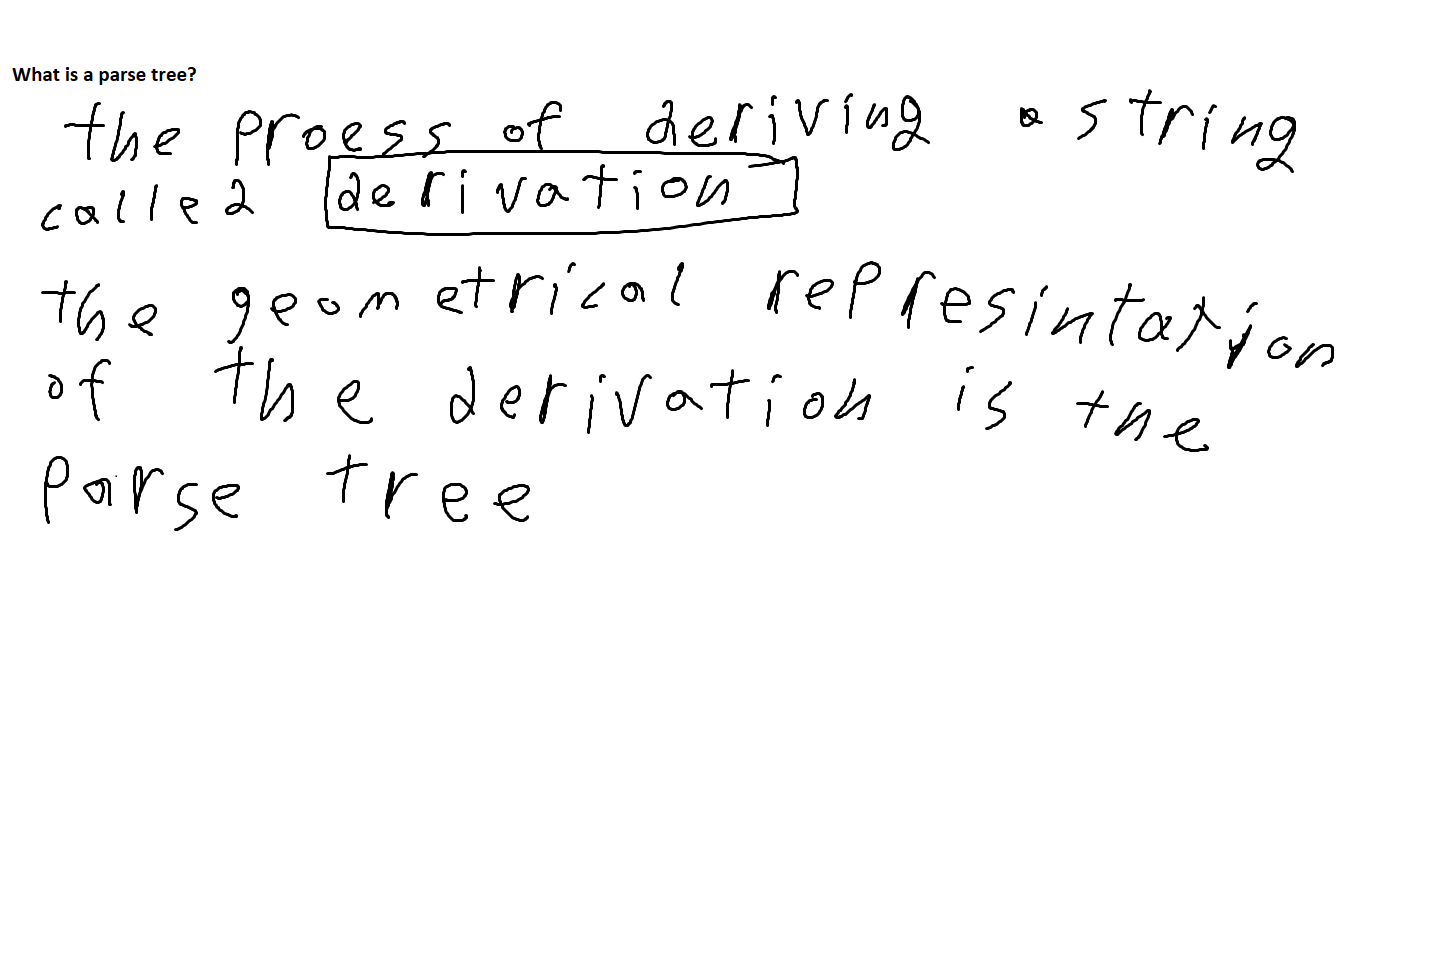 What is a parse tree?
the proess of deriving a string
called derivation
the geometrical represintation
of the derivation is the
parse tree